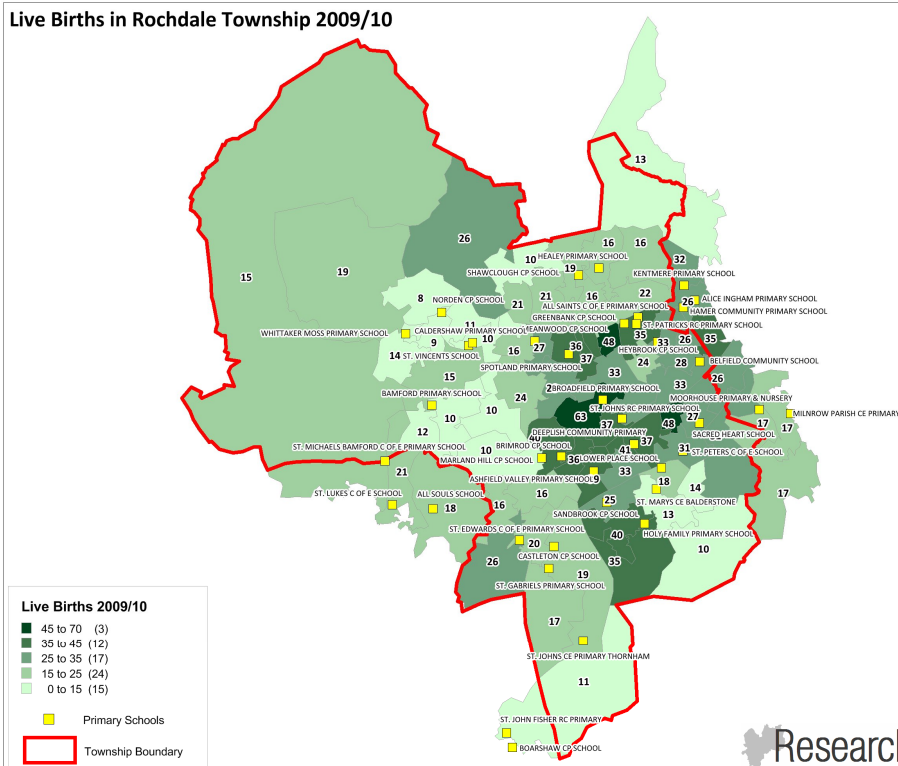 Live Births in Rochdale Township 2009/10
13
16 16
HEALEY PRIMARY SCHOOL
26
10
32
SHAWCLOUGH CP SCHOOL
19
KENTMERE PRIMARY SCHOOL
15
19
8
NORDEN CP SCHOOL
21
21
16
22
26
ALICE INGHAM PRIMARY SCHOOL
ALL SAINTS C OF E PRIMARY SCHOOL
HAMER COMMUNITY PRIMARY SCHOOL
GREENBANK CP SCHOOL
ST. PATRICKS RC PRIMARY SCHOOL
11
WHITTAKER MOSS PRIMARY SCHOOL
CALDERSHAW PRIMARY SCHOOL
MEANWOOD CP SCHOOL
35
26
35
9
10
16
27
36
48
33
HEYBROOK CP SCHOOL
14
ST. VINCENTS SCHOOL
37
24
28
BELFIELD COMMUNITY SCHOOL
SPOTLAND PRIMARY SCHOOL
15
33
33
26
BROADFIELD PRIMARY SCHOOL
BAMFORD PRIMARY SCHOOL
24
MOORHOUSE PRIMARY & NURSERY
10
10
ST. JOHNS RC PRIMARY SCHOOL
MILNROW PARISH CE PRIMARY
63
37
48
27
17
17
12
DEEPLISH COMMUNITY PRIMARY
SACRED HEART SCHOOL
40
37
ST. MICHAELS BAMFORD C OF E PRIMARY SCHOOL
10
BRIMROD CP SCHOOL
41
31
ST. PETERS C OF E SCHOOL
MARLAND HILL CP SCHOOL
36
LOWER PLACE SCHOOL
21
ASHFIELD VALLEY PRIMARY SCHOOL
9
33
18
14
17
ST. LUKES C OF E SCHOOL
ALL SOULS SCHOOL
16
ST. MARYS CE BALDERSTONE
18
16
25
SANDBROOK CP SCHOOL
13
ST. EDWARDS C OF E PRIMARY SCHOOL
HOLY FAMILY PRIMARY SCHOOL
20
40
10
CASTLETON CP SCHOOL
26
35
19
ST. GABRIELS PRIMARY SCHOOL
17
ST. JOHNS CE PRIMARY THORNHAM
11
ST. JOHN FISHER RC PRIMARY
BOARSHAW CP SCHOOL
Live Births 2009/10
45 to 70 (3)
35 to 45 (12)
25 to 35 (17)
15 to 25 (24)
0 to 15 (15)
Primary Schools
Township Boundary
Research